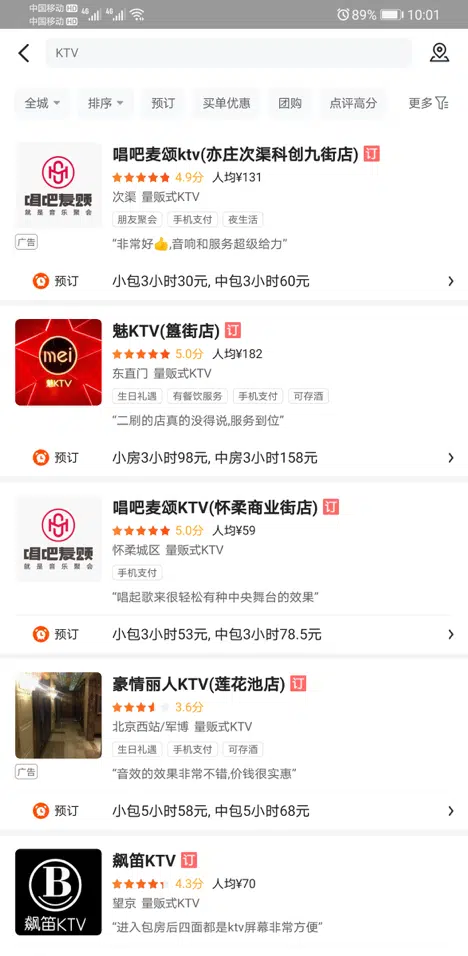 中国移动 HD 4G 4G
中国移动 HD
89% 10:01
KTV
全城 排序 预订 买单优惠 团购 点评高分 更多
唱吧麦颂
就是音乐聚会
广告
唱吧麦颂ktv(亦庄次渠科创九街店) 订
4.9分 人均¥131
次渠 量贩式KTV
朋友聚会 手机支付 夜生活
“非常好👍,音响和服务超级给力”
预订 小包3小时30元, 中包3小时60元
mei
魅KTV
魅KTV(簋街店) 订
5.0分 人均¥182
东直门 量贩式KTV
生日礼遇 有餐饮服务 手机支付 可存酒
“二刷的店真的没得说,服务到位”
预订 小房3小时98元, 中房3小时158元
唱吧麦颂
就是音乐聚会
唱吧麦颂KTV(怀柔商业街店) 订
5.0分 人均¥59
怀柔城区 量贩式KTV
手机支付
“唱起歌来很轻松有种中央舞台的效果”
预订 小包3小时53元, 中包3小时78.5元
广告
豪情丽人KTV(莲花池店) 订
3.6分
北京西站/军博 量贩式KTV
生日礼遇 手机支付 可存酒
“音效的效果非常不错,价钱很实惠”
预订 小包5小时58元, 中包5小时68元
B
飙笛KTV
飙笛KTV 订
4.3分 人均¥70
望京 量贩式KTV
“进入包房后四面都是ktv屏幕非常方便”